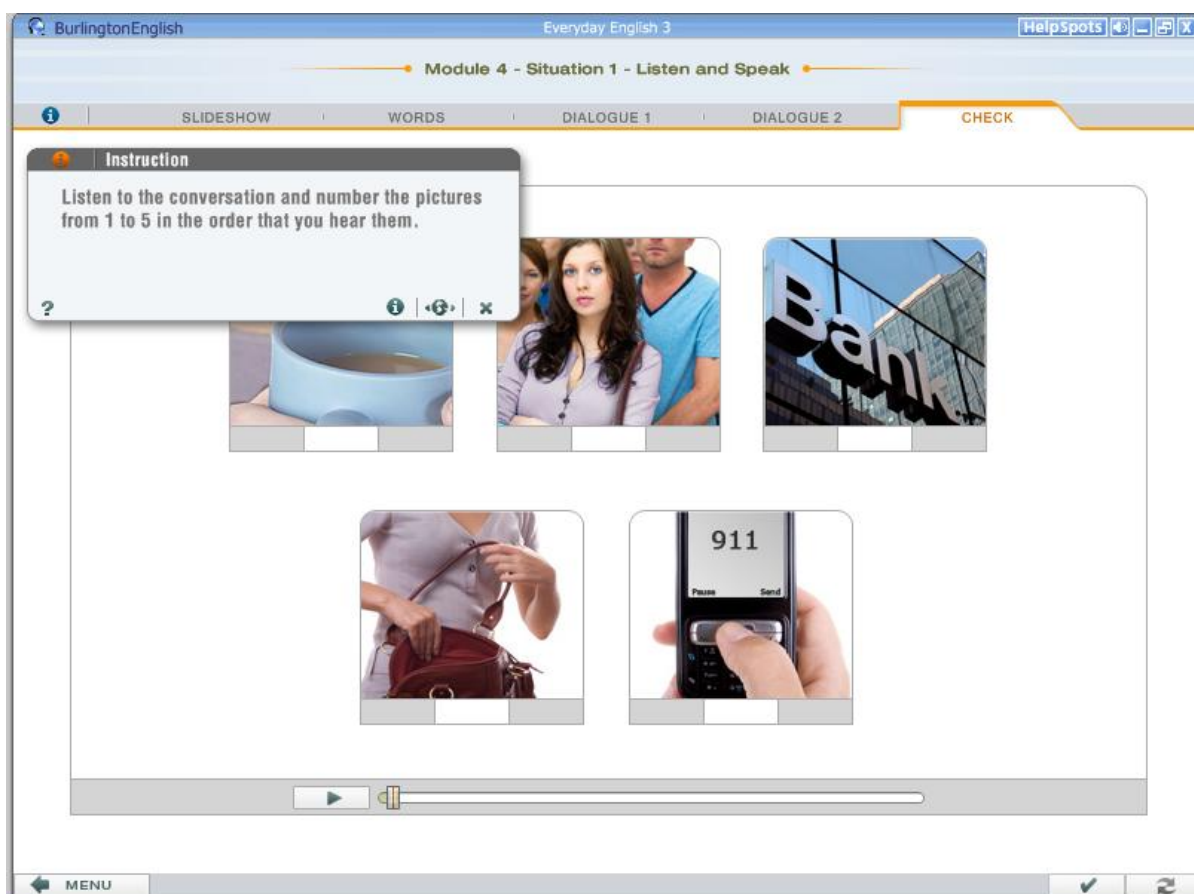 BurlingtonEnglish
Everyday English 3
HelpSpots
Module 4 - Situation 1 - Listen and Speak
SLIDESHOW
WORDS
DIALOGUE 1
DIALOGUE 2
CHECK
Instruction
Listen to the conversation and number the pictures
from 1 to 5 in the order that you hear them.
?
Bank
911
Pause Send
MENU